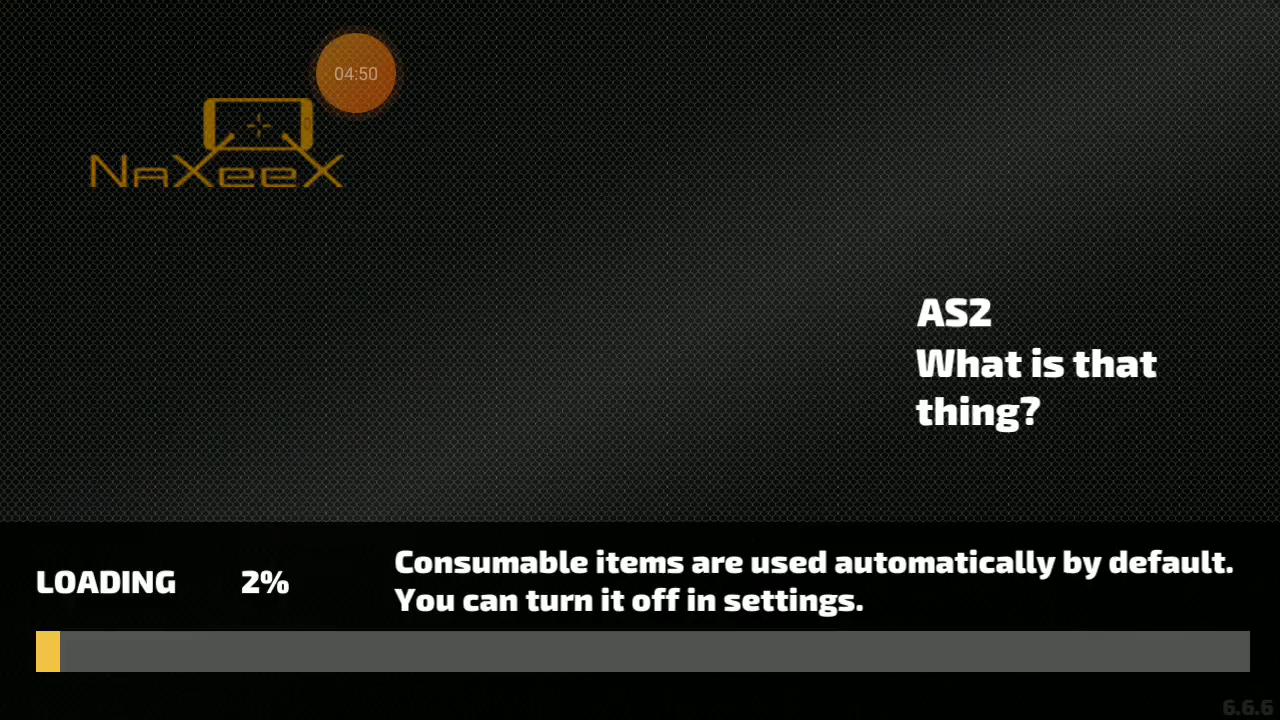 04:50
NaXeeX
AS2
What is that
thing?
Consumable items are used automatically by default.
LOADING 2%
You can turn it off in settings.
6.6.6